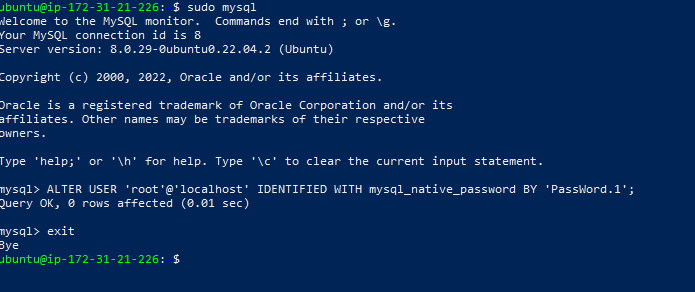 ubuntu@ip-172-31-21-226: $ sudo mysql
Welcome to the MySQL monitor.  Commands end with ; or \g.
Your MySQL connection id is 8
Server version: 8.0.29-0ubuntu0.22.04.2 (Ubuntu)
Copyright (c) 2000, 2022, Oracle and/or its affiliates.
Oracle is a registered trademark of Oracle Corporation and/or its
affiliates. Other names may be trademarks of their respective
owners.
Type 'help;' or '\h' for help. Type '\c' to clear the current input statement.
mysql> ALTER USER 'root'@'localhost' IDENTIFIED WITH mysql_native_password BY 'PassWord.1';
Query OK, 0 rows affected (0.01 sec)
mysql> exit
Bye
ubuntu@ip-172-31-21-226: $